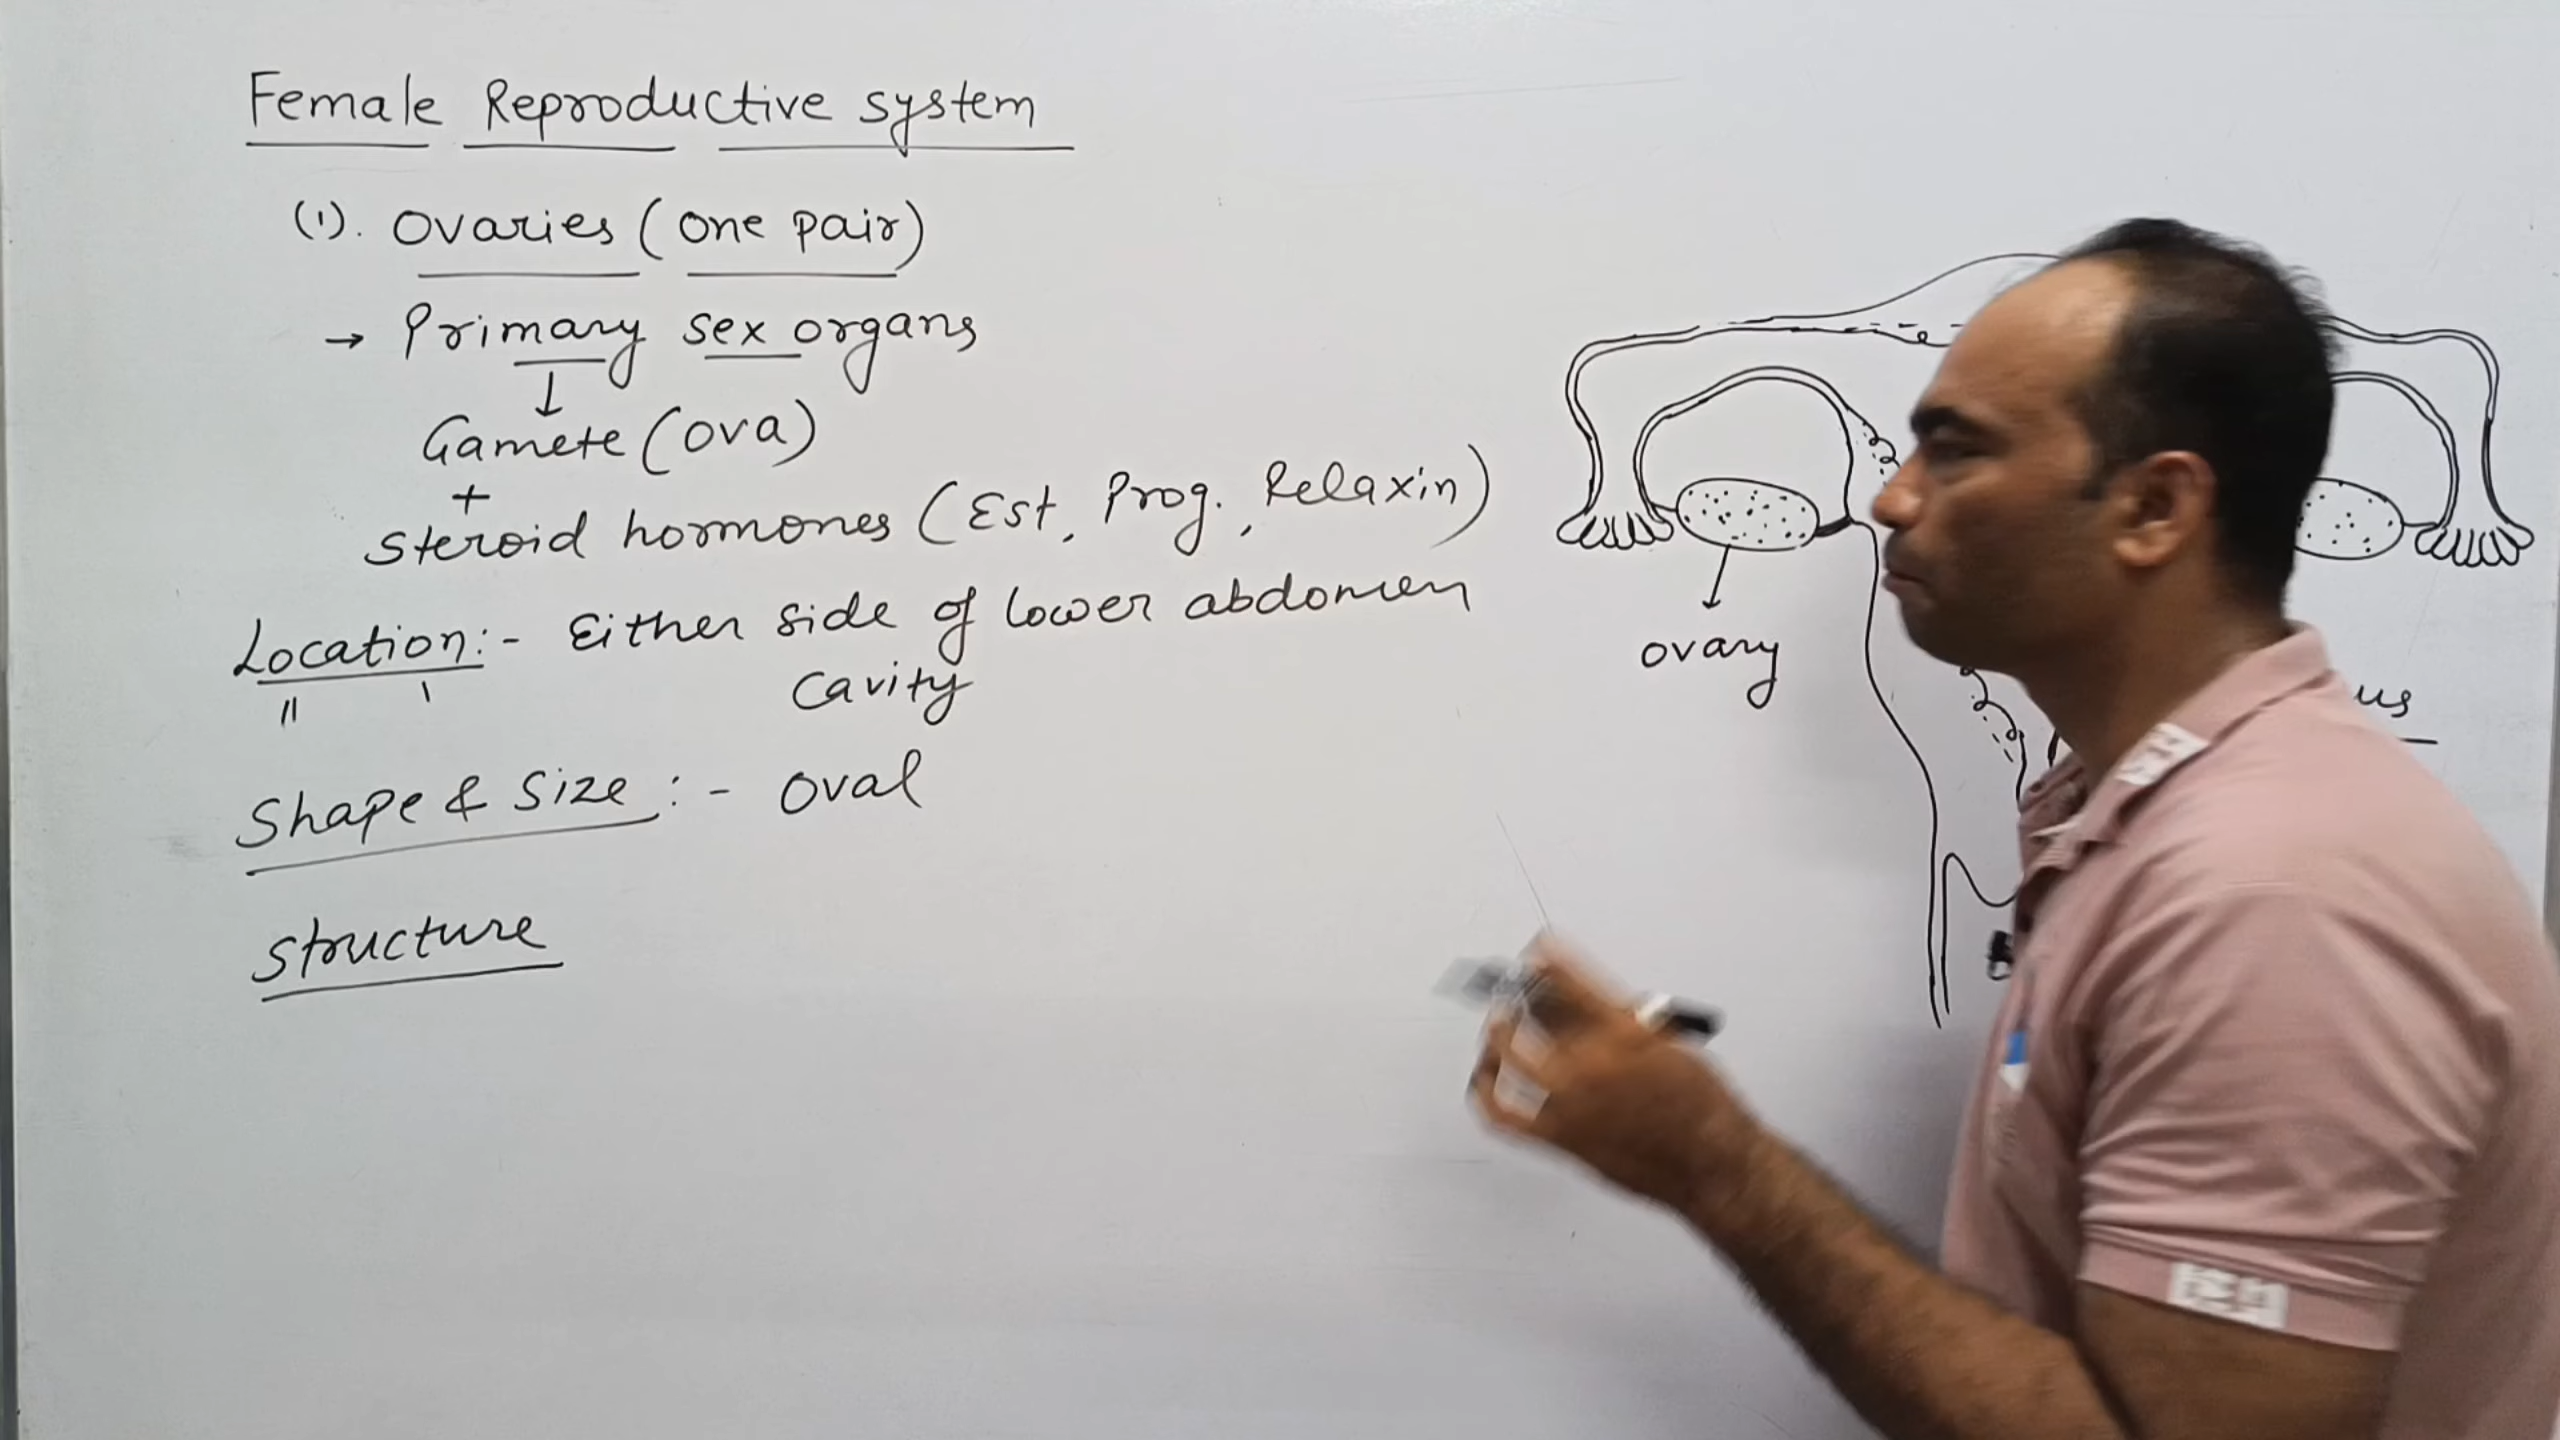 Female Reproductive system
(1). Ovaries (one pair)
→ Primary sex organs
↓
Gamete (ova)
+
steroid hormones (Est, Prog., Relaxin)
Location:- Either side of lower abdomen
cavity
Shape & Size :- Oval
structure
ovary
us